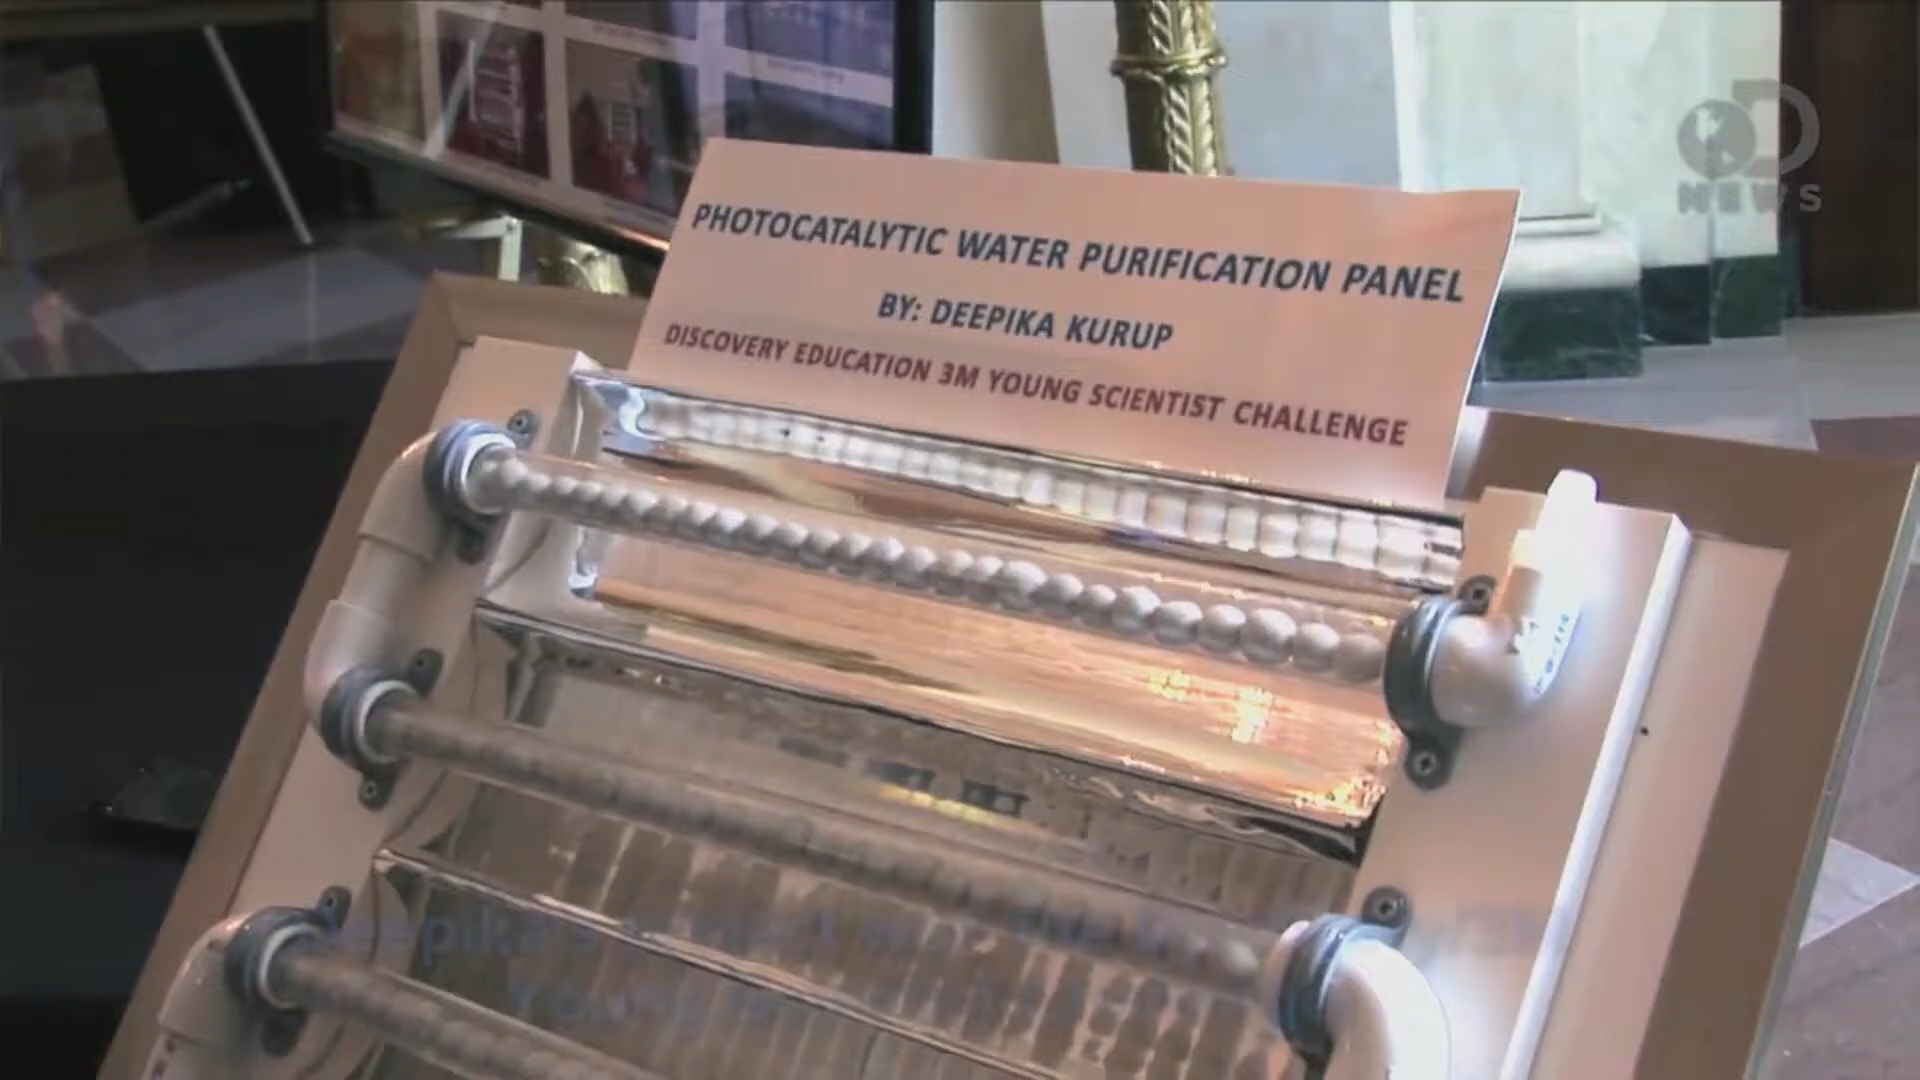 PHOTOCATALYTIC WATER PURIFICATION PANEL
BY: DEEPIKA KURUP
DISCOVERY EDUCATION 3M YOUNG SCIENTIST CHALLENGE
D
NEWS